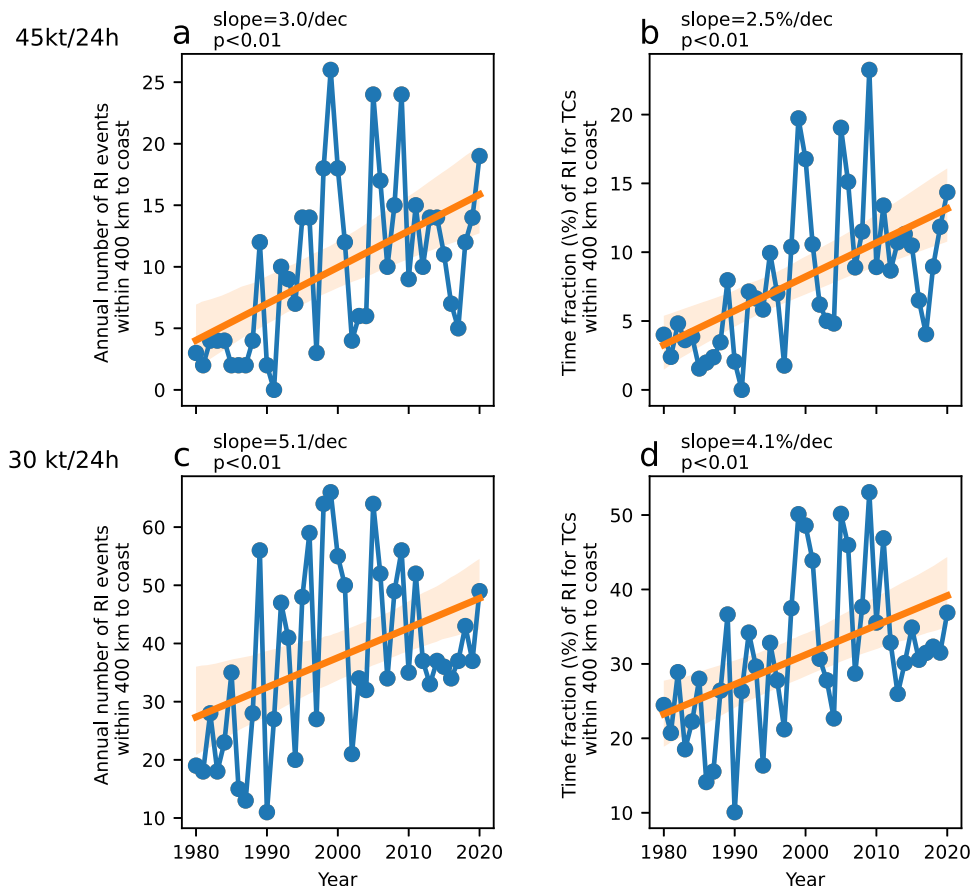 45kt/24h
a
slope=3.0/dec
p<0.01
Annual number of RI events
within 400 km to coast
25
20
15
10
5
0
b
slope=2.5%/dec
p<0.01
Time fraction (\%) of RI for TCs
within 400 km to coast
20
15
10
5
0
30 kt/24h
c
slope=5.1/dec
p<0.01
Annual number of RI events
within 400 km to coast
60
50
40
30
20
10
1980 1990 2000 2010 2020
Year
d
slope=4.1%/dec
p<0.01
Time fraction (\%) of RI for TCs
within 400 km to coast
50
40
30
20
10
1980 1990 2000 2010 2020
Year